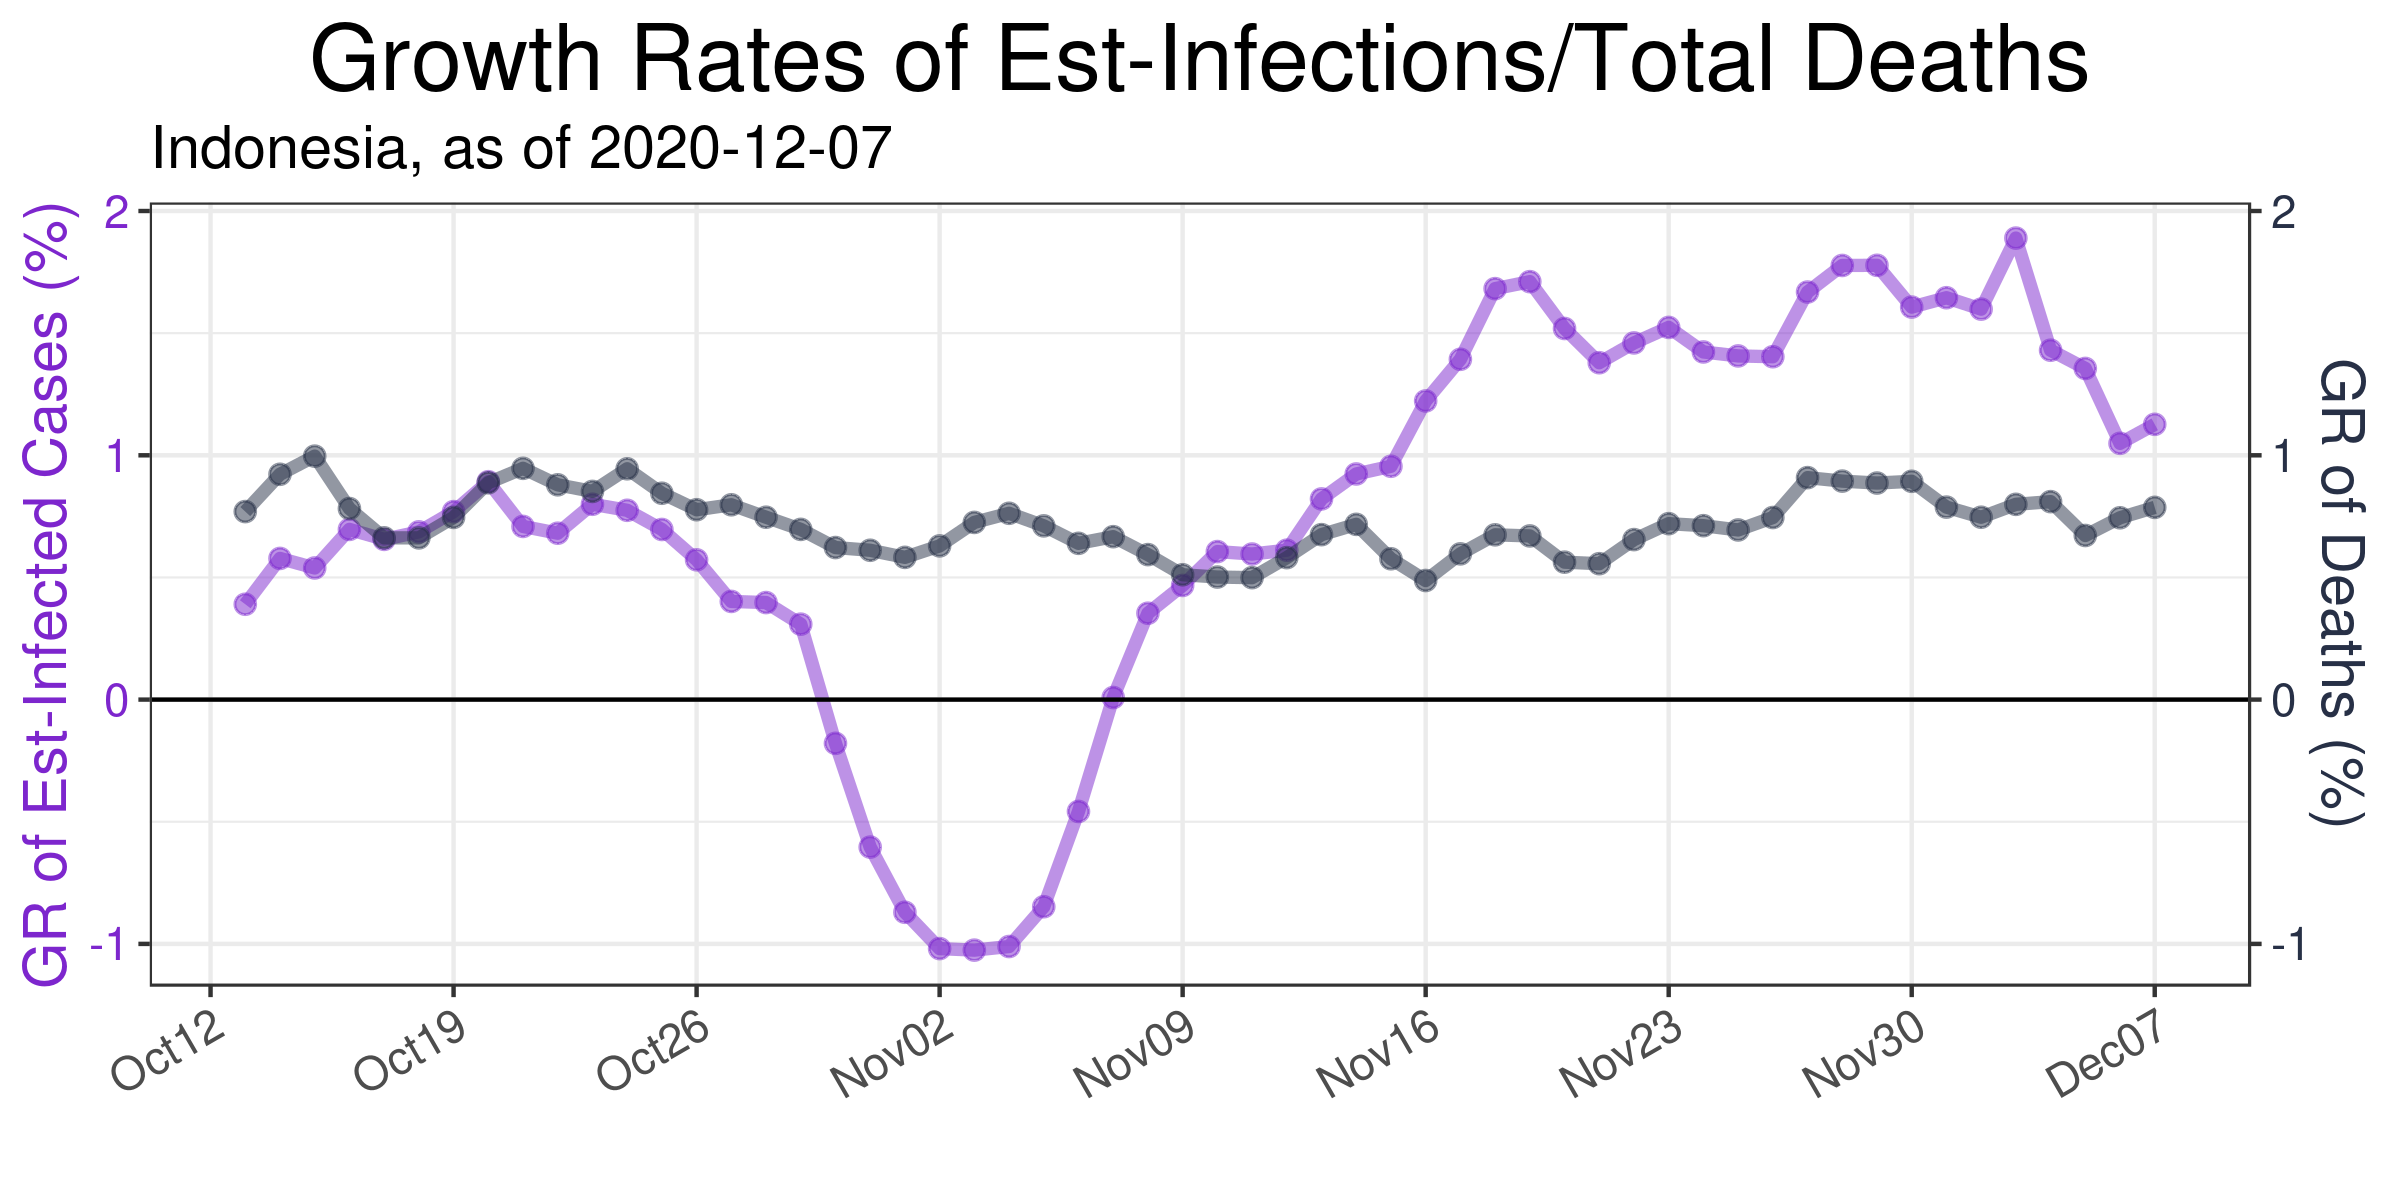 Growth Rates of Est-Infections/Total Deaths
Indonesia, as of 2020-12-07
GR of Est-Infected Cases (%)
2
1
0
-1
2
1
0
-1
GR of Deaths (%)
Oct12
Oct19
Oct26
Nov02
Nov09
Nov16
Nov23
Nov30
Dec07